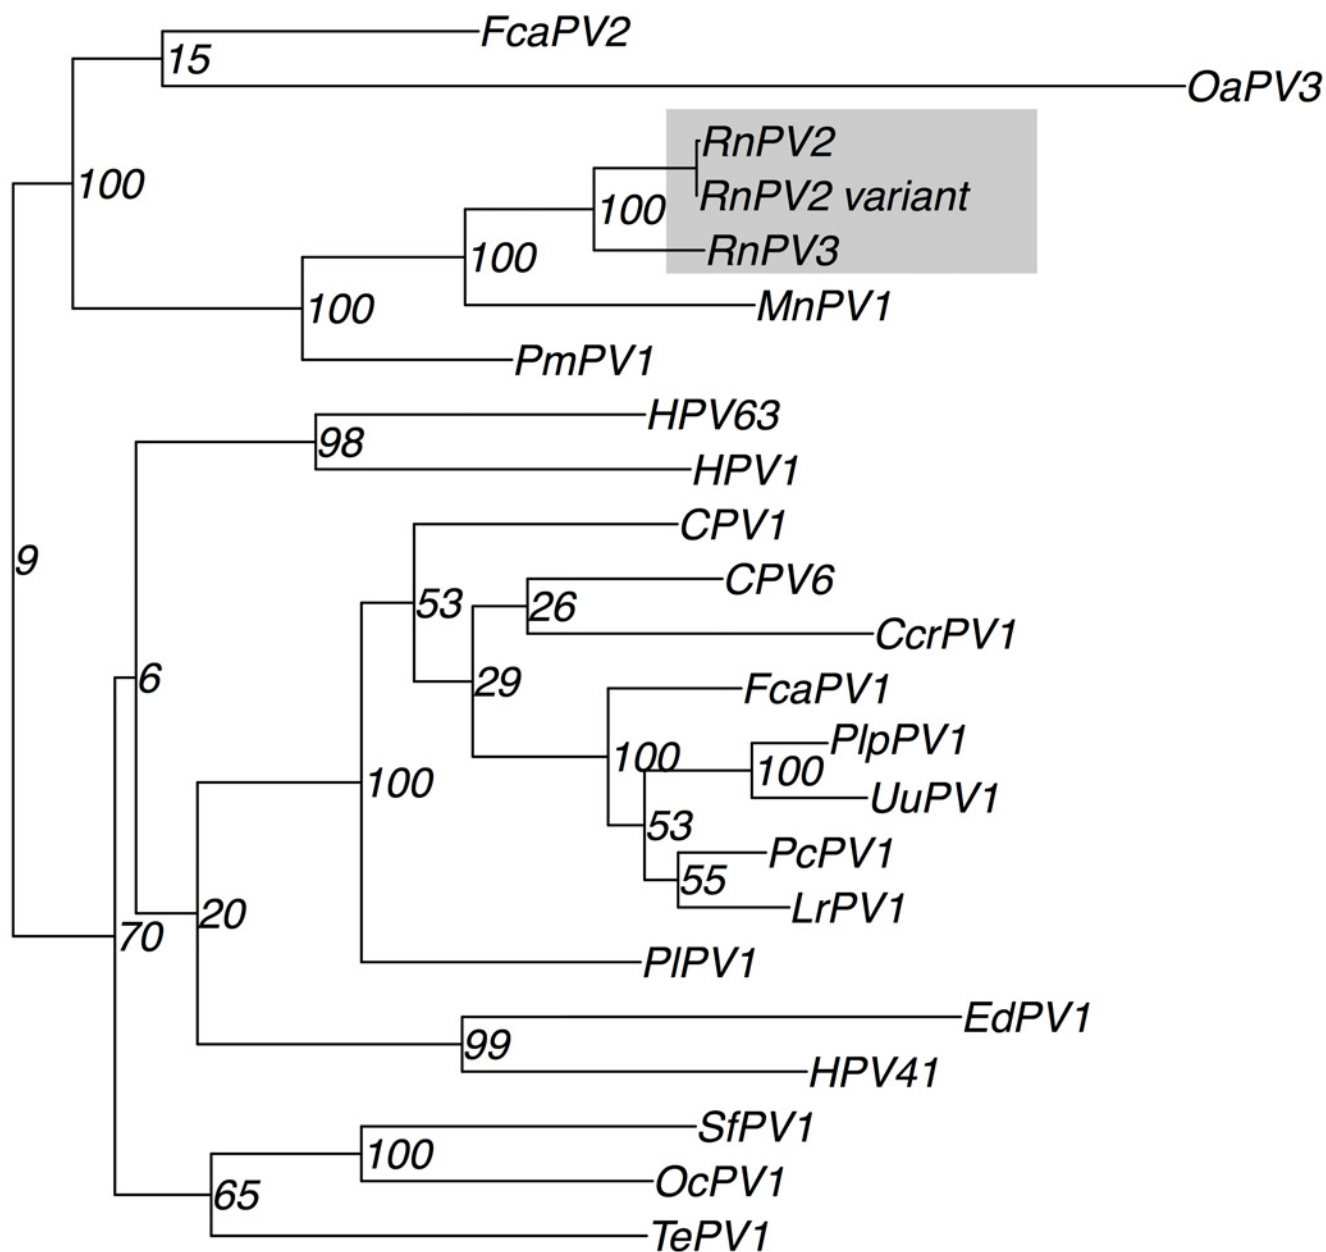 FcaPV2
15
OaPV3
RnPV2
100
RnPV2 variant
100
RnPV3
100
MnPV1
100
PmPV1
HPV63
98
HPV1
CPV1
9
CPV6
53
26
CcrPV1
6
29
FcaPV1
PlpPV1
100
100
100
UuPV1
53
PcPV1
55
20
LrPV1
70
PlPV1
EdPV1
99
HPV41
SfPV1
100
OcPV1
65
TePV1